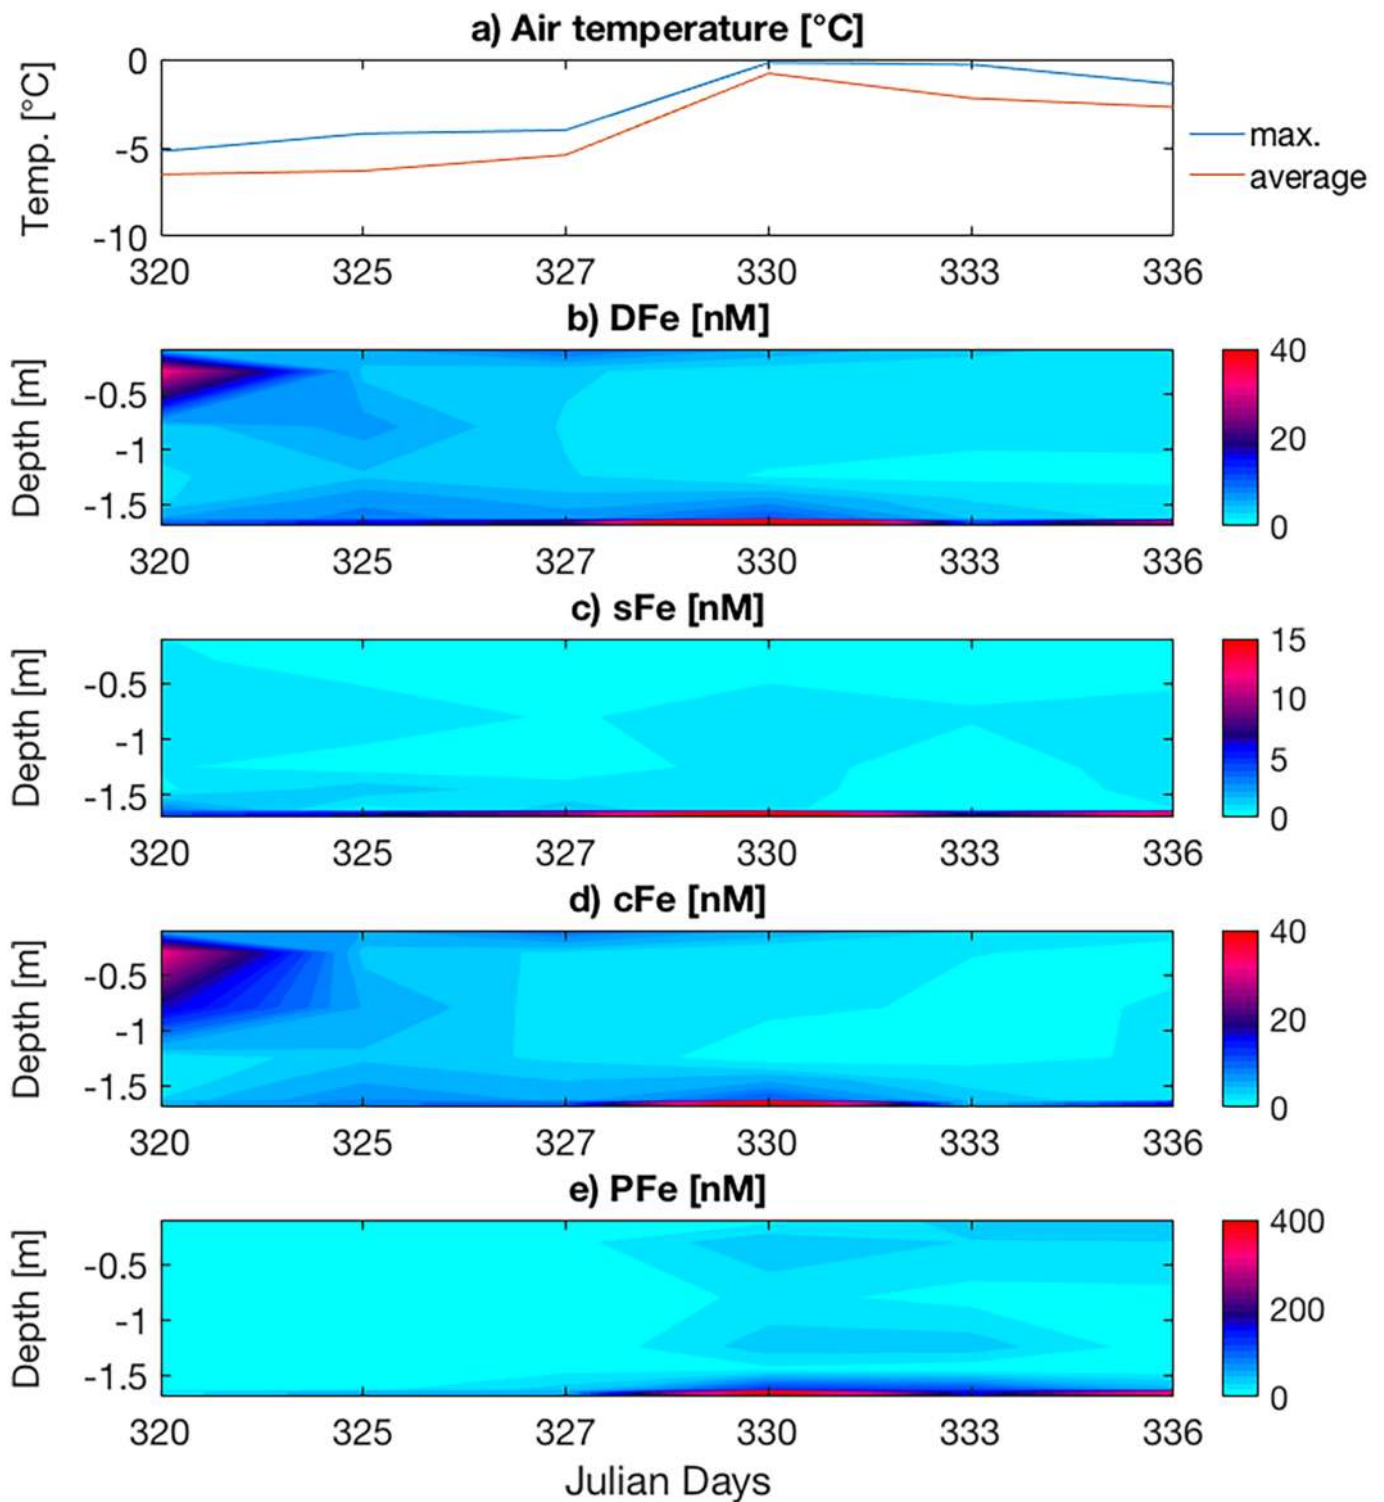 a) Air temperature [°C]
Temp. [°C]
0
-5
-10
320 325 327 330 333 336
max.
average
b) DFe [nM]
Depth [m]
-0.5
-1
-1.5
320 325 327 330 333 336
40
20
0
c) sFe [nM]
Depth [m]
-0.5
-1
-1.5
320 325 327 330 333 336
15
10
5
0
d) cFe [nM]
Depth [m]
-0.5
-1
-1.5
320 325 327 330 333 336
40
20
0
e) PFe [nM]
Depth [m]
-0.5
-1
-1.5
320 325 327 330 333 336
400
200
0
Julian Days